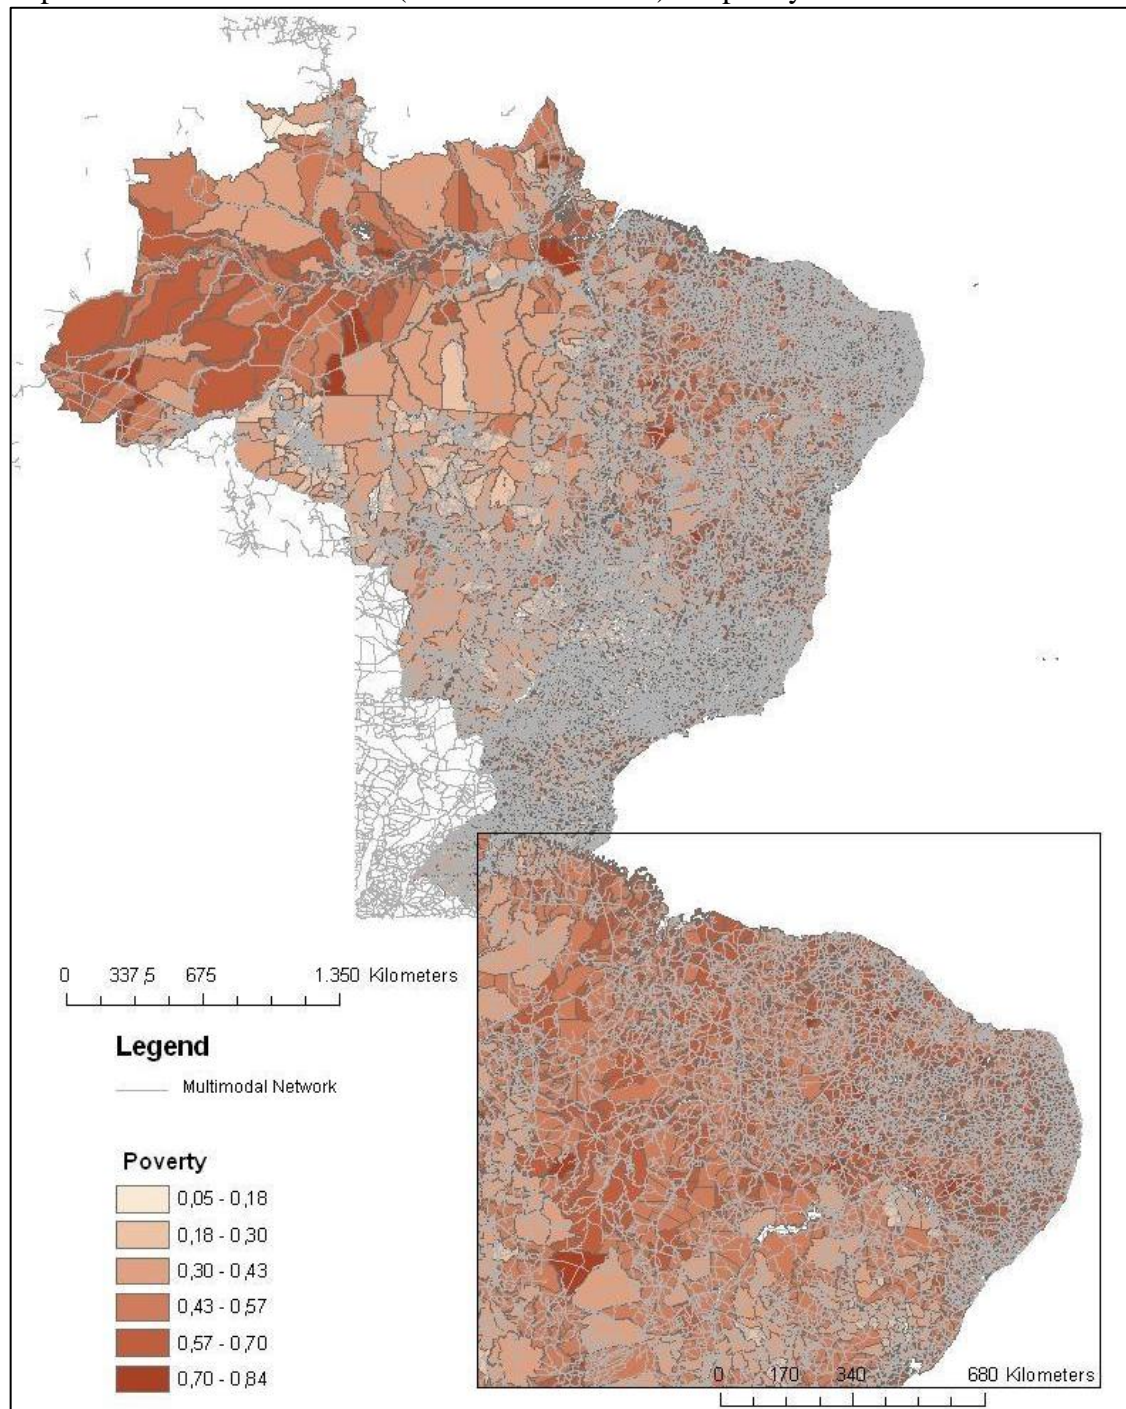 0 337,5 675 1.350 Kilometers
Legend
Multimodal Network
Poverty
0,05 - 0,18
0,18 - 0,30
0,30 - 0,43
0,43 - 0,57
0,57 - 0,70
0,70 - 0,84
0 170 340 680 Kilometers